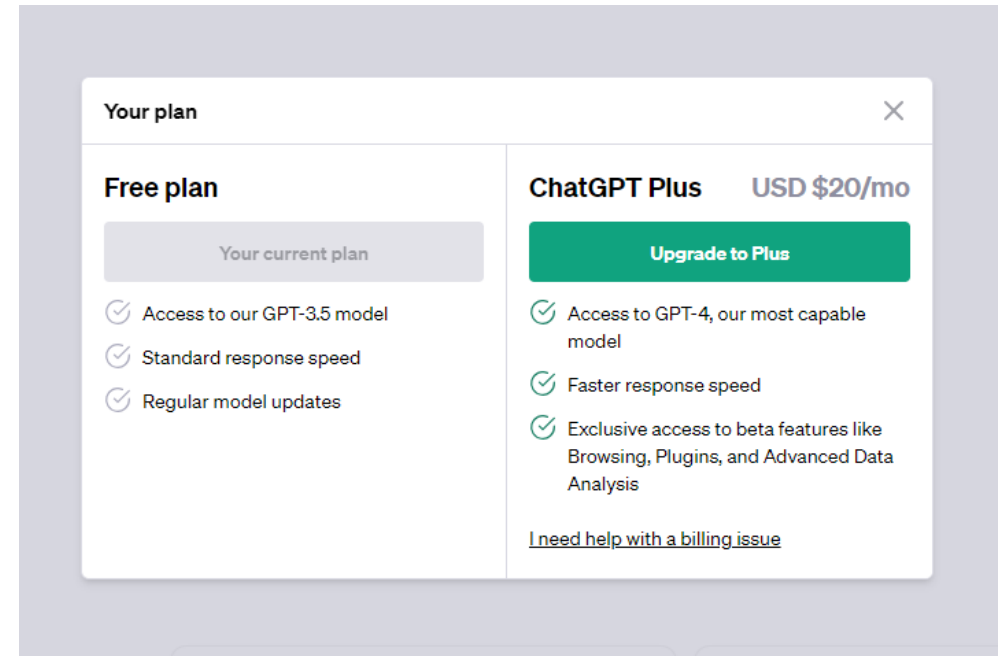 Your plan
Free plan
Your current plan
Access to our GPT-3.5 model
Standard response speed
Regular model updates
ChatGPT Plus USD $20/mo
Upgrade to Plus
Access to GPT-4, our most capable
model
Faster response speed
Exclusive access to beta features like
Browsing, Plugins, and Advanced Data
Analysis
I need help with a billing issue